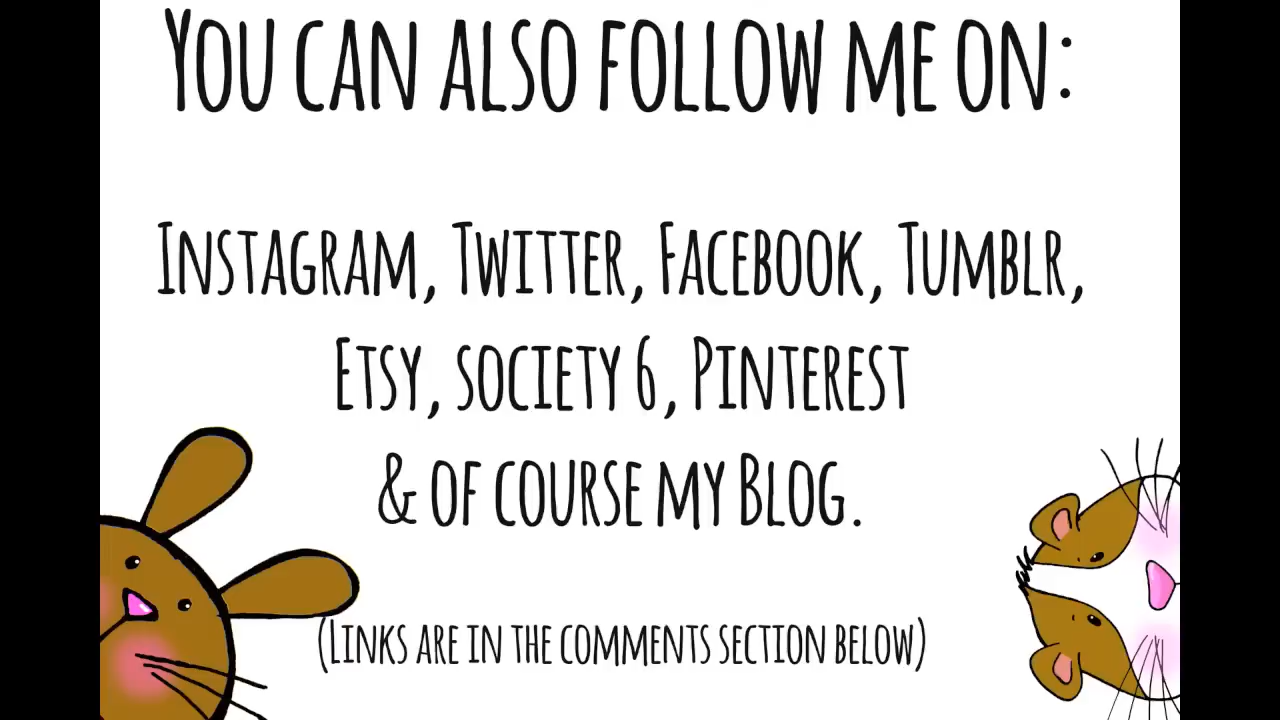 You can also follow me on:
Instagram, Twitter, Facebook, Tumblr,
Etsy, society 6, Pinterest
& of course my Blog.
(Links are in the comments section below)